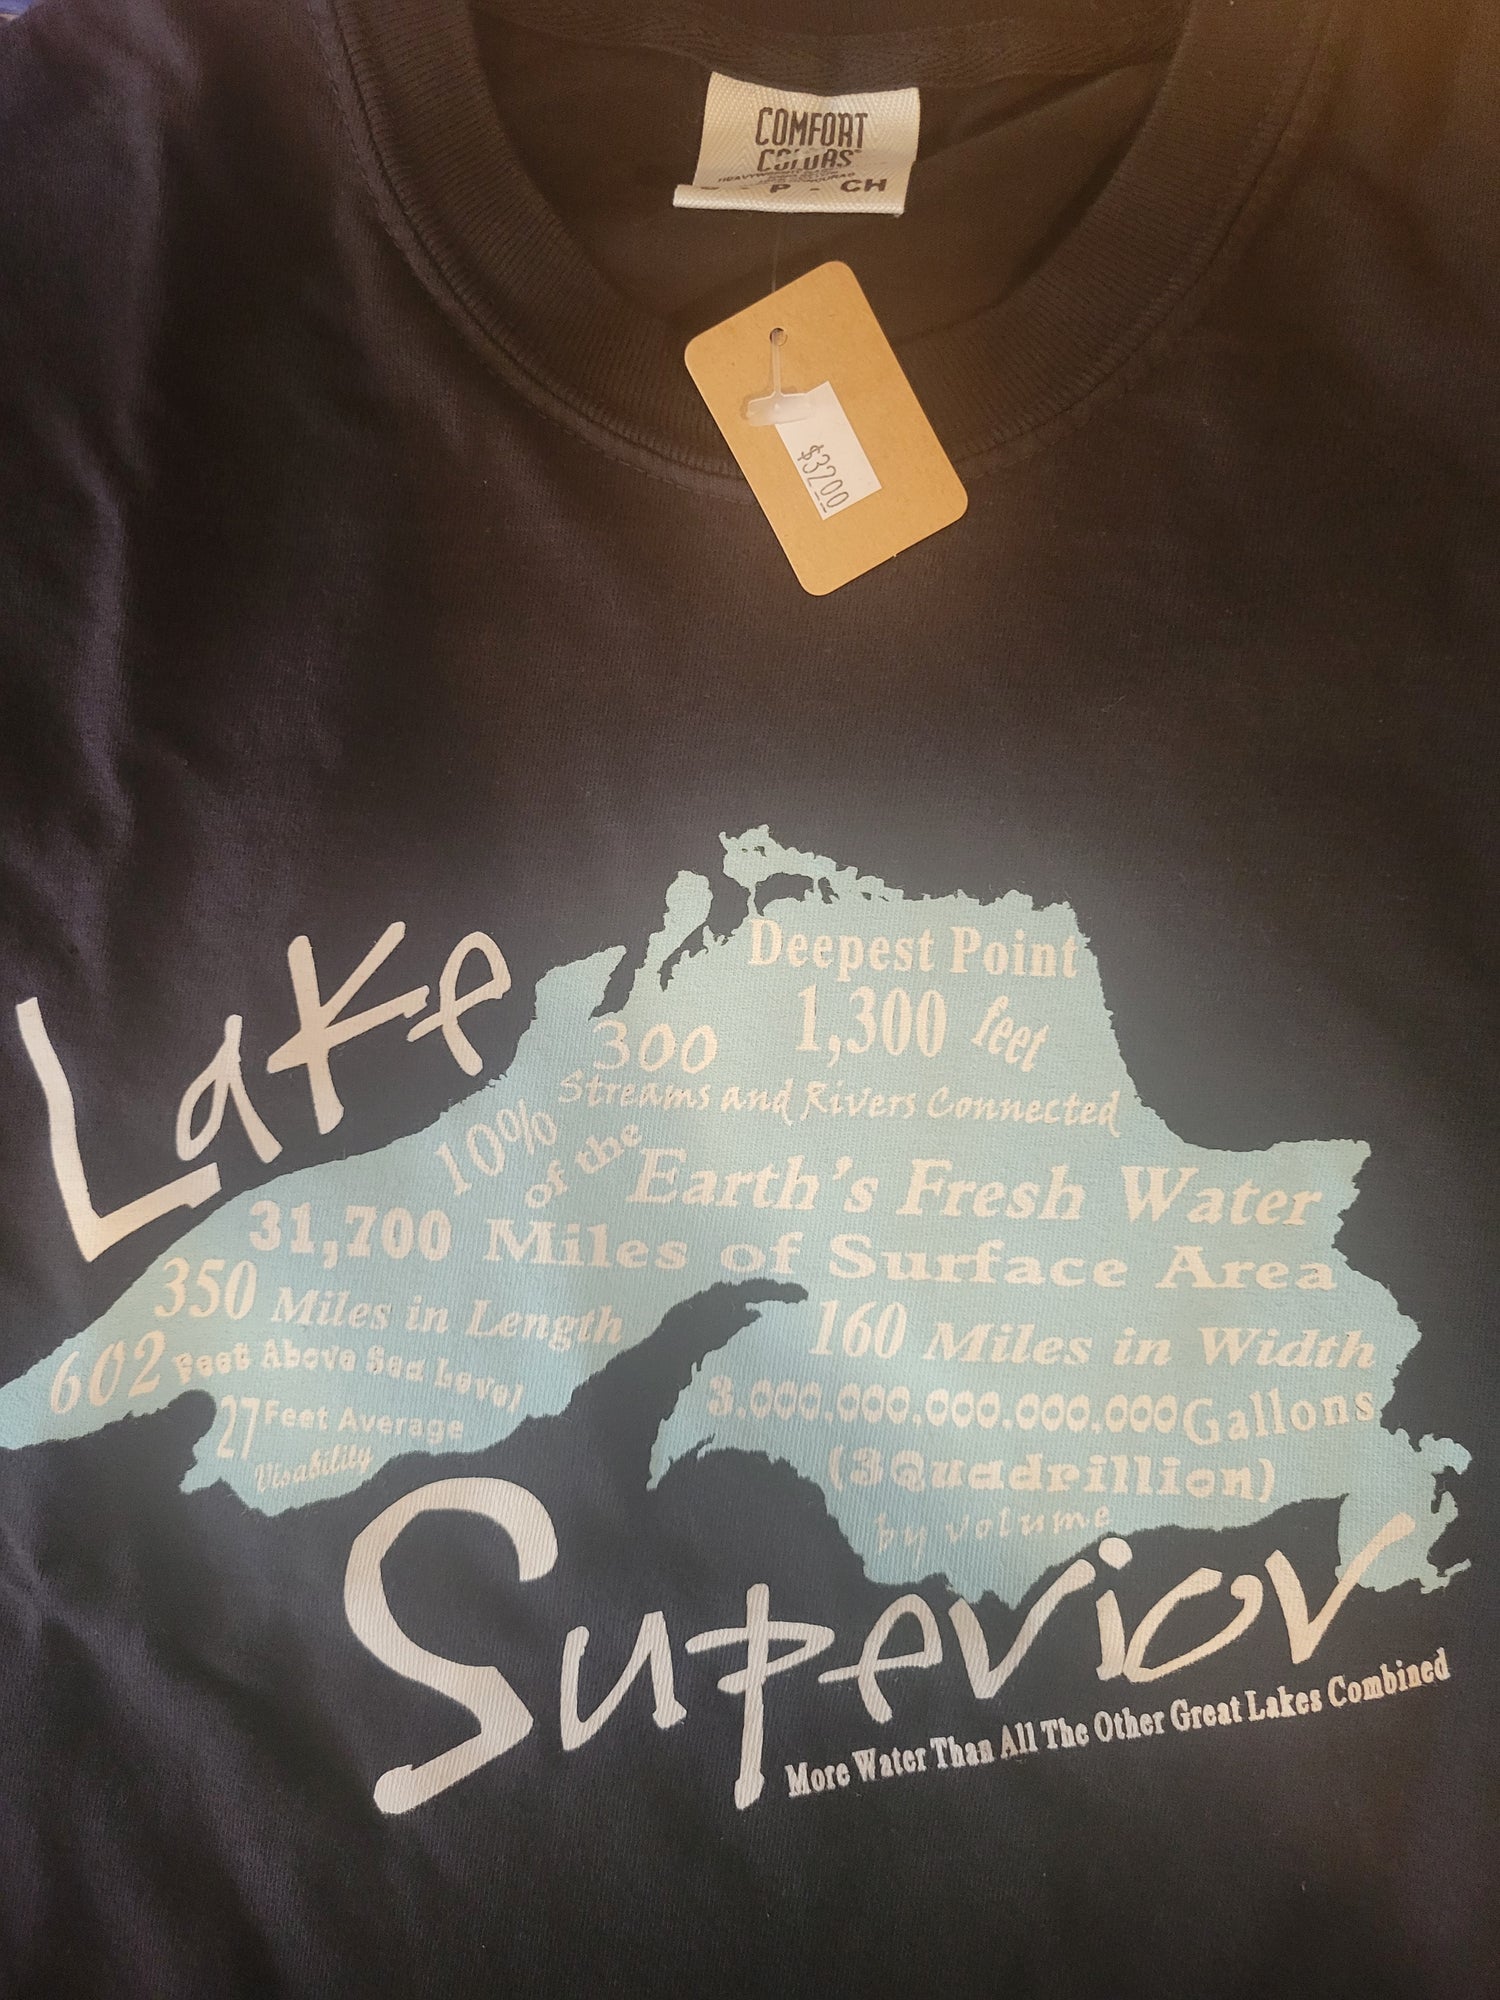 COMFORT
COLORS
P - CH
$32.00
Lake
Deepest Point
1,300 feet
300
Streams and Rivers Connected
10%
of the
Earth's Fresh Water
31,700 Miles of Surface Area
350 Miles in Length
160 Miles in Width
602 Feet Above Sea Level
27 Feet Average
Visability
3,000,000,000,000,000 Gallons
(3 Quadrillion)
by volume
Superior
More Water Than All The Other Great Lakes Combined